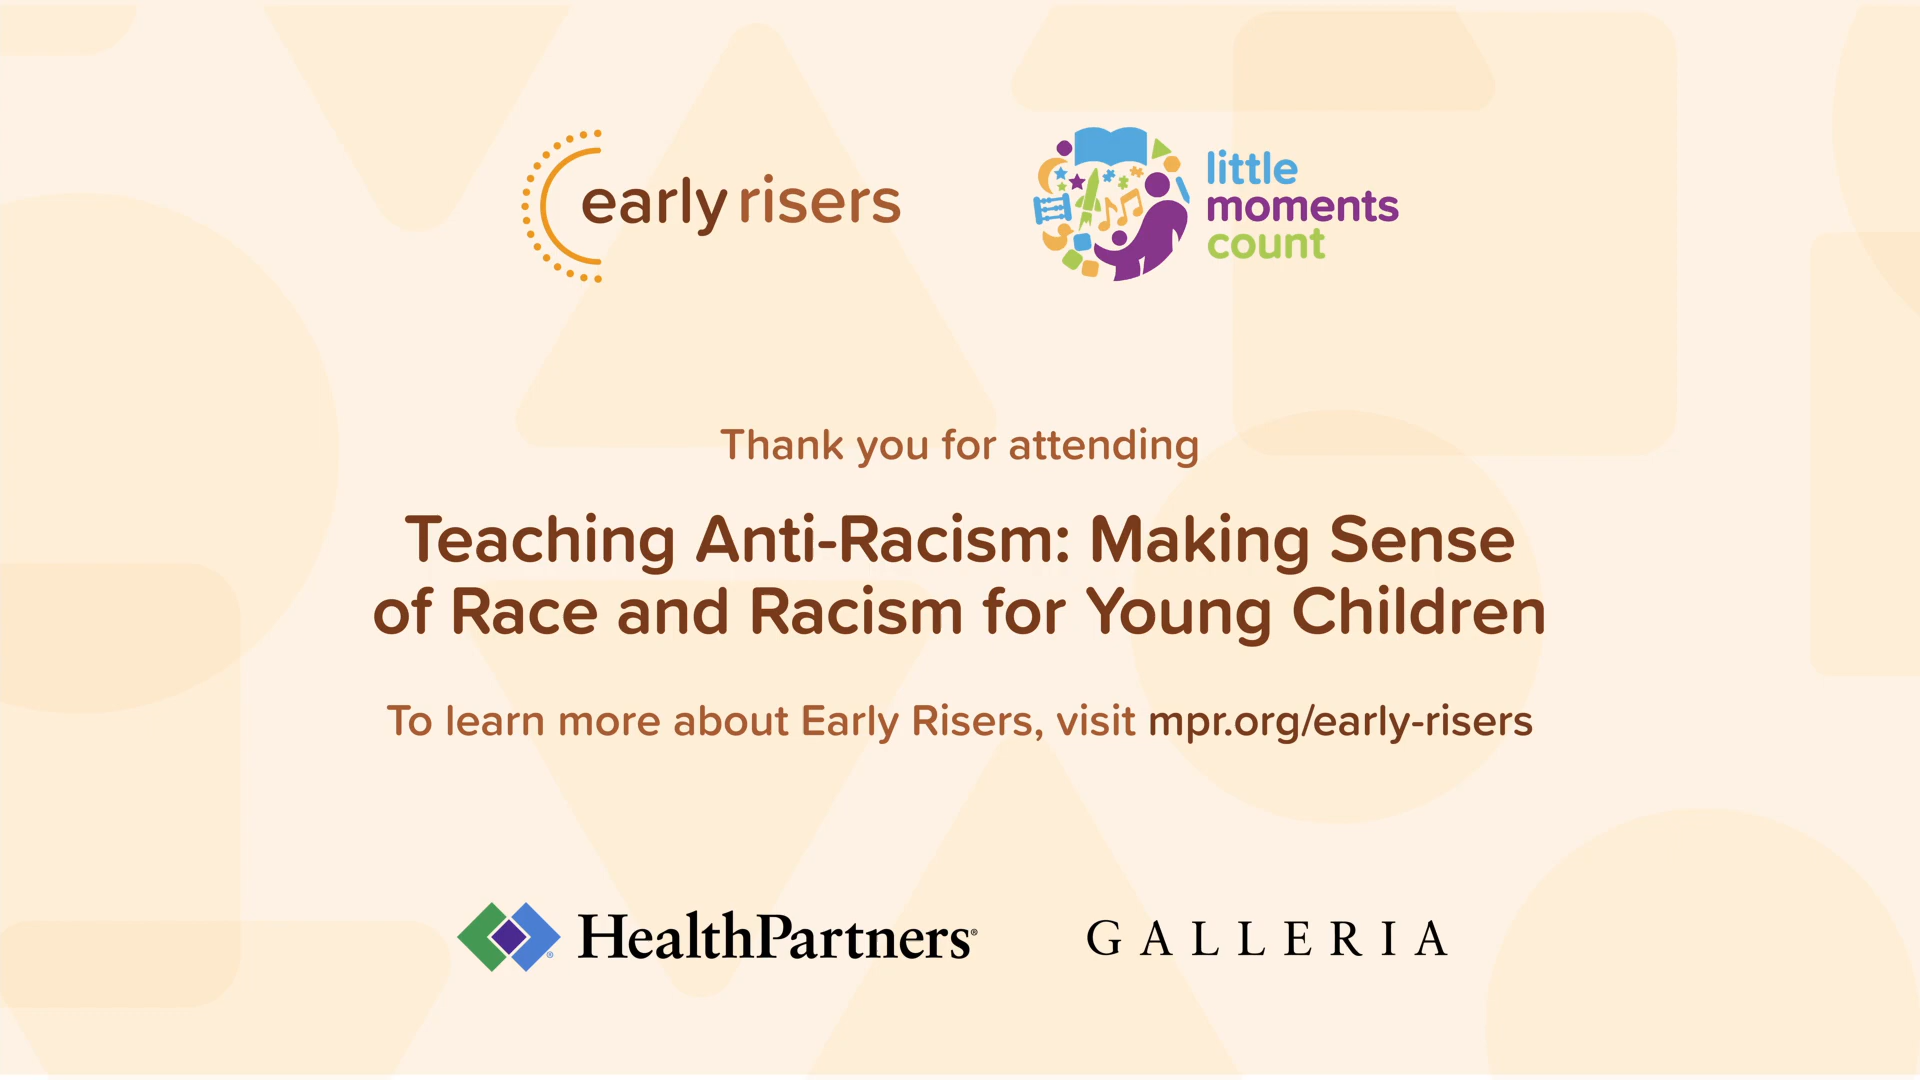 early risers
little
moments
count
Thank you for attending
Teaching Anti-Racism: Making Sense
of Race and Racism for Young Children
To learn more about Early Risers, visit mpr.org/early-risers
HealthPartners®
GALLERIA